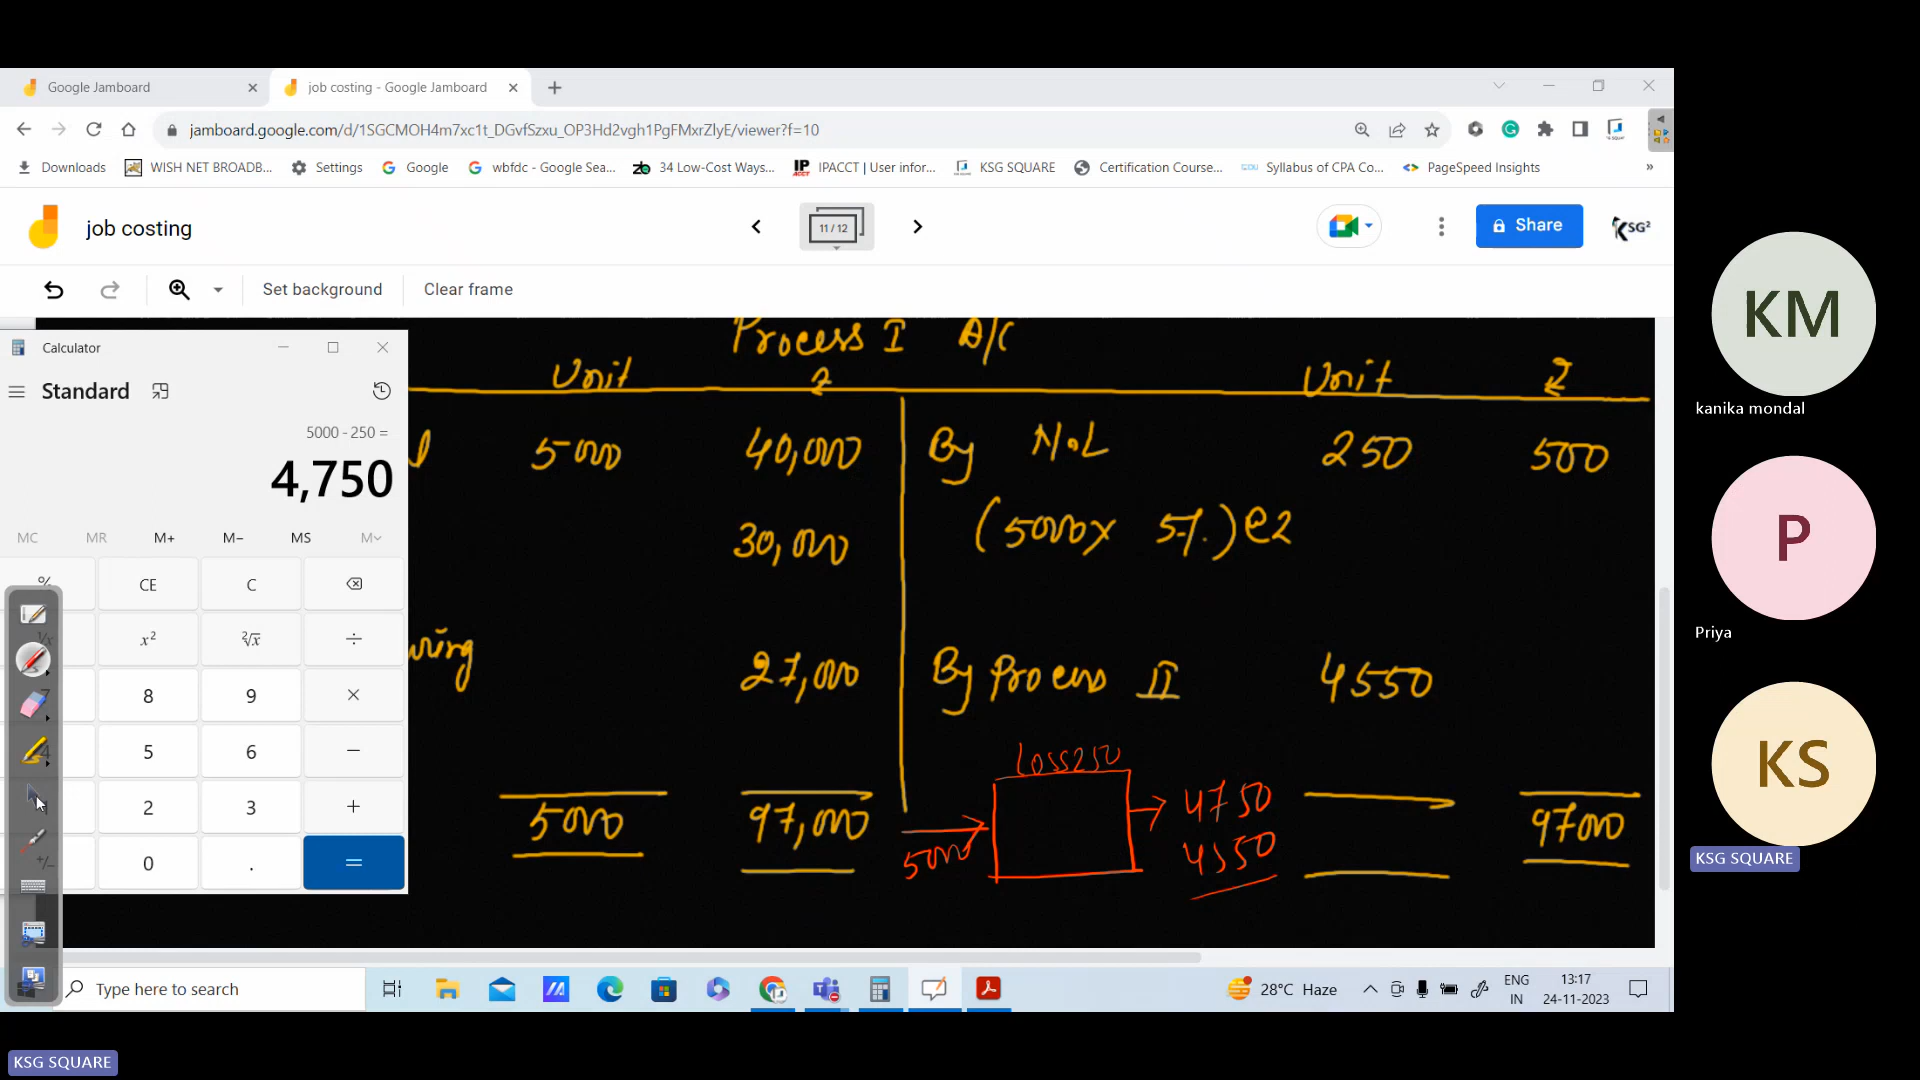 Google Jamboard
job costing - Google Jamboard
jamboard.google.com/d/1SGCMOH4m7xc1t_DGvfSzxu_OP3Hd2vgh1PgFMxrZlyE/viewer?f=10
Downloads WISH NET BROADB... Settings Google wbfdc - Google Sea... 34 Low-Cost Ways... IPACCT | User infor... KSG SQUARE Certification Course... Syllabus of CPA Co... PageSpeed Insights »
job costing
11 / 12
Share
KSG²
Set background Clear frame
Calculator
Standard
5000 - 250 =
4,750
MC MR M+ M- MS M
% CE C
x² ²√x ÷
8 9 ×
5 6 −
2 3 +
+/- 0 . =
Process I A/C
Unit Unit
5000 40,000 By N.L 250 500
30,000 (5000x 5%.) @2
27,000 By Process II 4550
Loss 250
5000 4750
4550
5000 97,000 97000
Type here to search
28°C Haze
ENG
IN
13:17
24-11-2023
KM
kanika mondal
P
Priya
KS
KSG SQUARE
KSG SQUARE